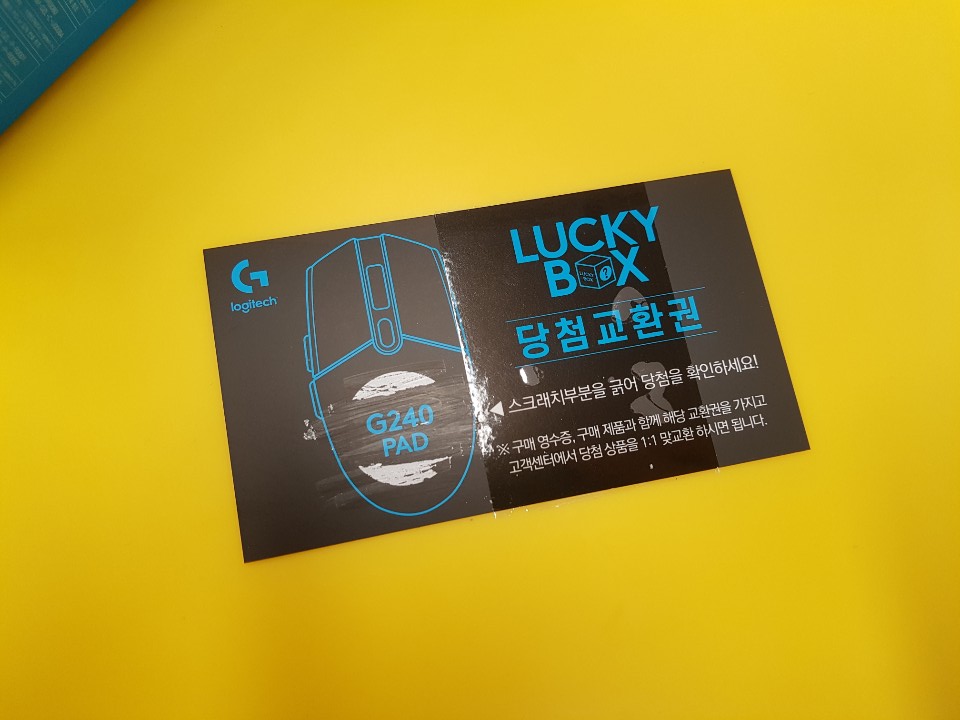 logitech
G240
PAD
LUCKY
BOX
LUCKY
BOX
당첨교환권
◀ 스크래치부분을 긁어 당첨을 확인하세요!
※ 구매 영수증, 구매 제품과 함께 해당 교환권을 가지고
고객센터에서 당첨 상품을 1:1 맞교환 하시면 됩니다.